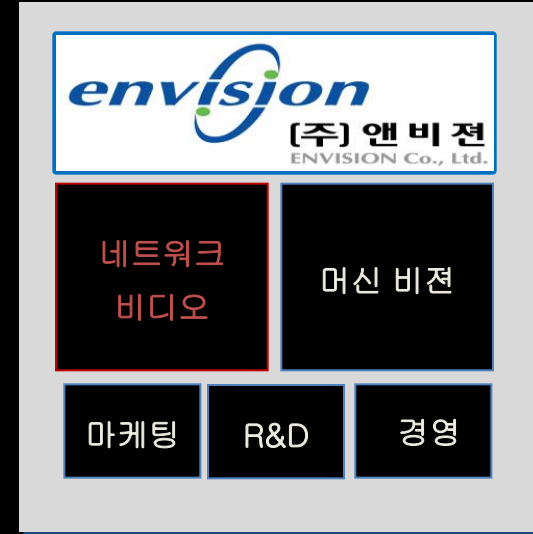 envision
(주) 앤비젼
ENVISION Co., Ltd.
네트워크
비디오
머신 비젼
마케팅
R&D
경영